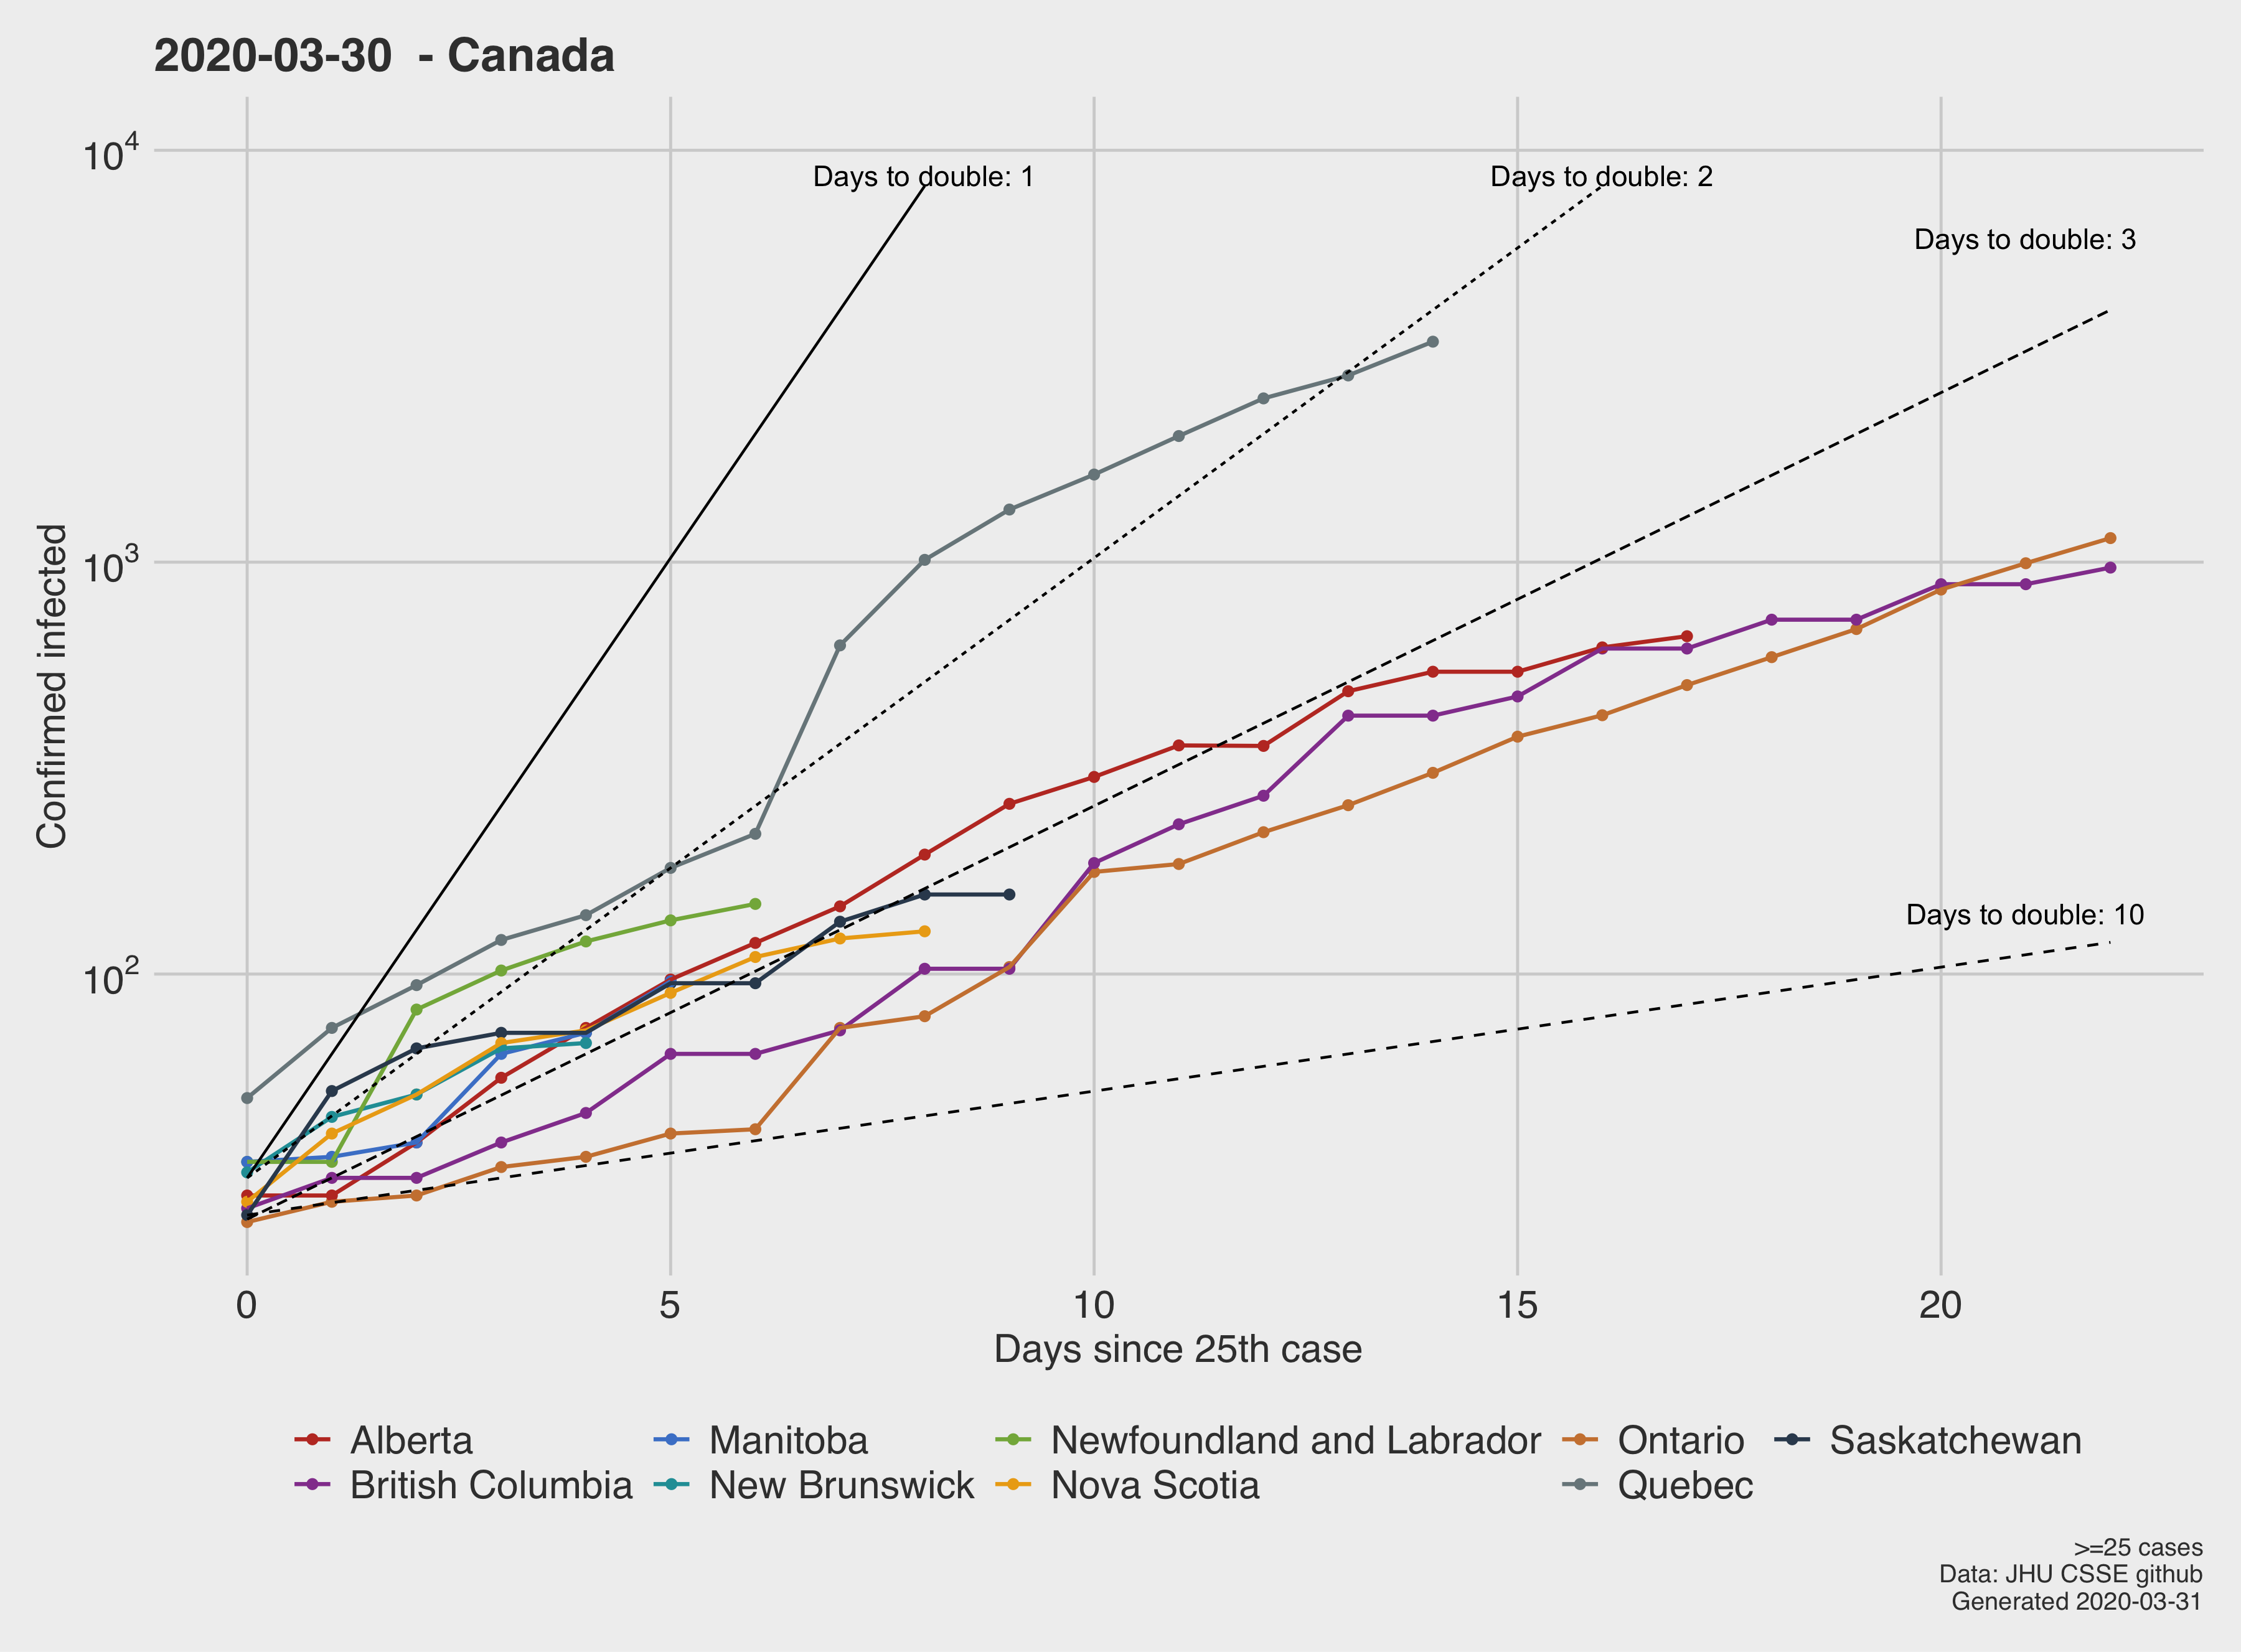 2020-03-30  - Canada
10^4
Days to double: 1
Days to double: 2
Days to double: 3
10^3
Confirmed infected
Days to double: 10
10^2
0 5 10 15 20
Days since 25th case
Alberta Manitoba Newfoundland and Labrador Ontario Saskatchewan
British Columbia New Brunswick Nova Scotia Quebec
>=25 cases
Data: JHU CSSE github
Generated 2020-03-31